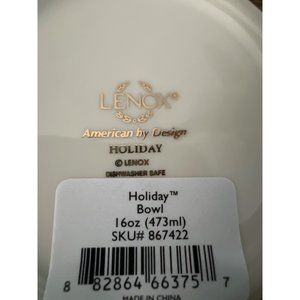 LENOX®
American by Design
HOLIDAY
© LENOX
DISHWASHER SAFE
Holiday™
Bowl
16oz (473ml)
SKU# 867422
8 82864 66375 7
MADE IN CHINA